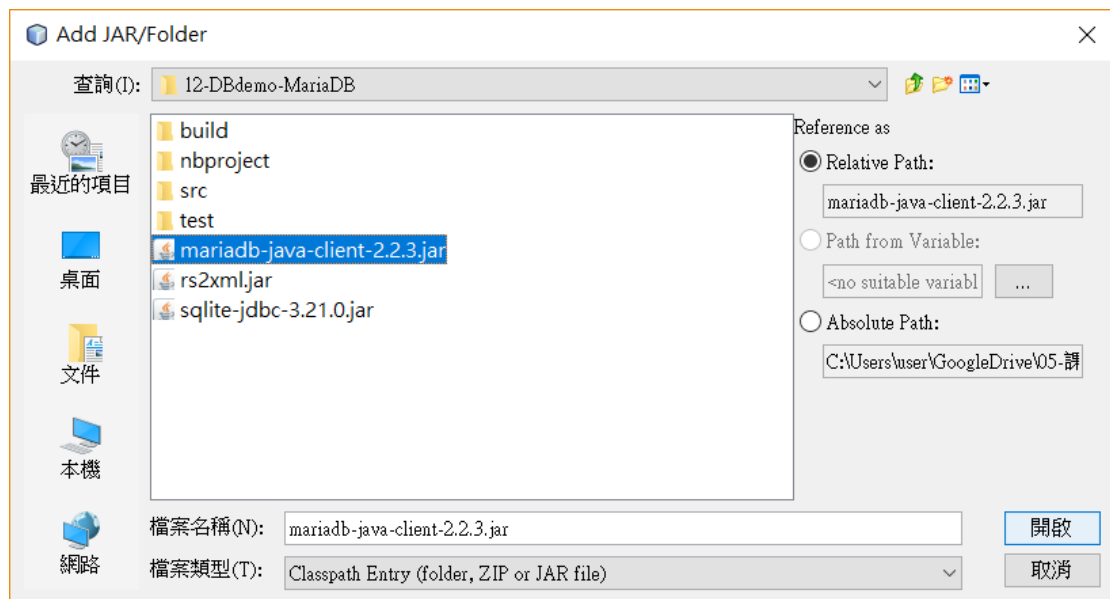 Add JAR/Folder
查詢(I):
12-DBdemo-MariaDB
最近的項目
桌面
文件
本機
網路
build
nbproject
src
test
mariadb-java-client-2.2.3.jar
rs2xml.jar
sqlite-jdbc-3.21.0.jar
Reference as
Relative Path:
mariadb-java-client-2.2.3.jar
Path from Variable:
<no suitable variabl
...
Absolute Path:
C:\Users\user\GoogleDrive\05-課
檔案名稱(N):
mariadb-java-client-2.2.3.jar
開啟
檔案類型(T):
Classpath Entry (folder, ZIP or JAR file)
取消